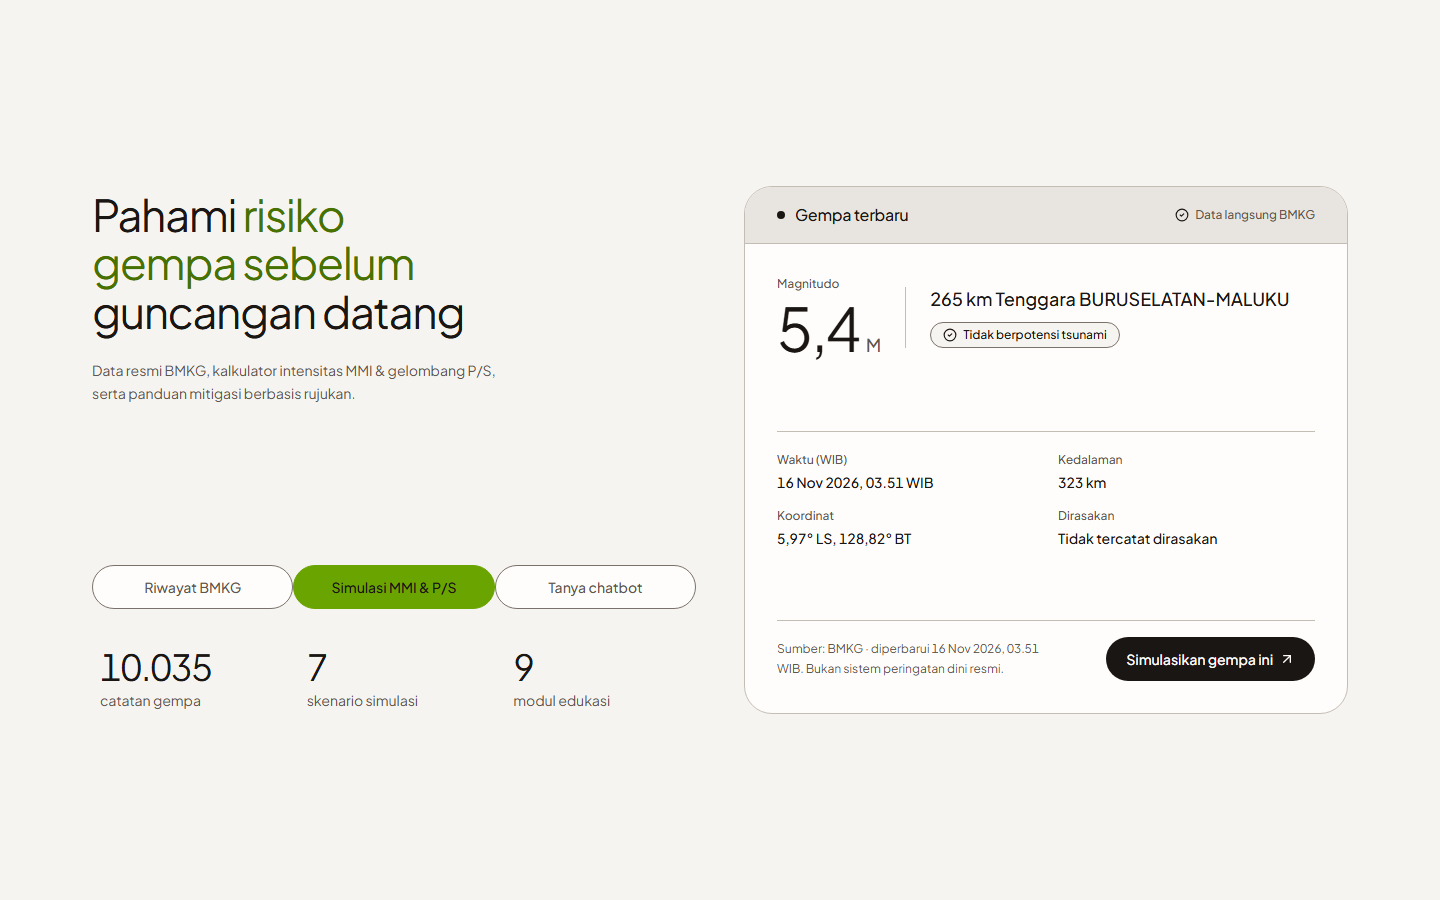 Pahami risiko
gempa sebelum
guncangan datang
Data resmi BMKG, kalkulator intensitas MMI & gelombang P/S,
serta panduan mitigasi berbasis rujukan.
Riwayat BMKG
Simulasi MMI & P/S
Tanya chatbot
10.035
catatan gempa
7
skenario simulasi
9
modul edukasi
Gempa terbaru
Data langsung BMKG
Magnitudo
5,4 M
265 km Tenggara BURUSELATAN-MALUKU
Tidak berpotensi tsunami
Waktu (WIB)
16 Nov 2026, 03.51 WIB
Kedalaman
323 km
Koordinat
5,97° LS, 128,82° BT
Dirasakan
Tidak tercatat dirasakan
Sumber: BMKG · diperbarui 16 Nov 2026, 03.51
WIB. Bukan sistem peringatan dini resmi.
Simulasikan gempa ini